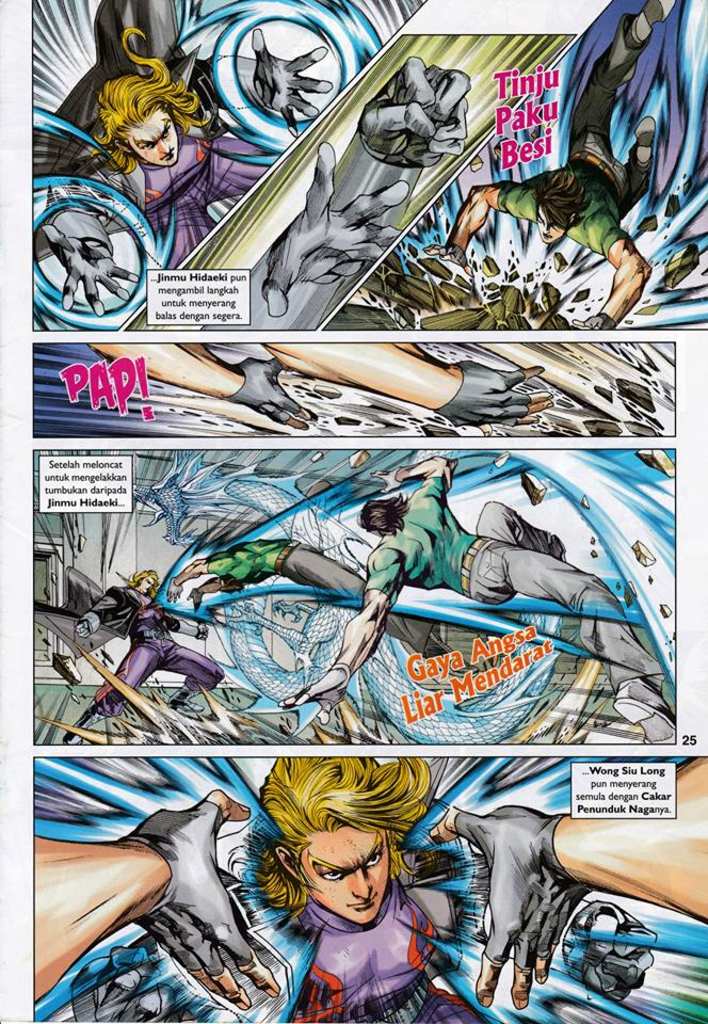 Tinju
Paku
Besi
...Jinmu Hidaeki pun
mengambil langkah
untuk menyerang
balas dengan segera.
PAP!
Setelah meloncat
untuk mengelakkan
tumbukan daripada
Jinmu Hidaeki...
Gaya Angsa
Liar Mendarat
25
...Wong Siu Long
pun menyerang
semula dengan Cakar
Penunduk Naganya.